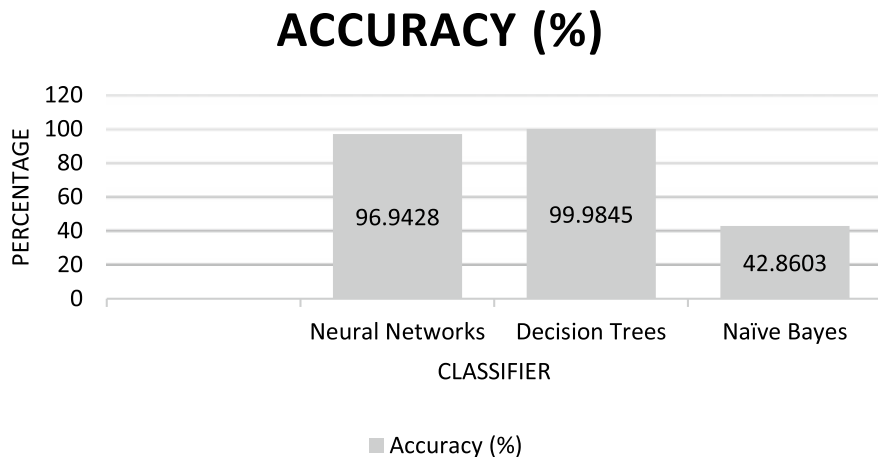 ACCURACY (%)
PERCENTAGE
120
100
80
60
40
20
0
96.9428
99.9845
42.8603
Neural Networks Decision Trees Naïve Bayes
CLASSIFIER
Accuracy (%)